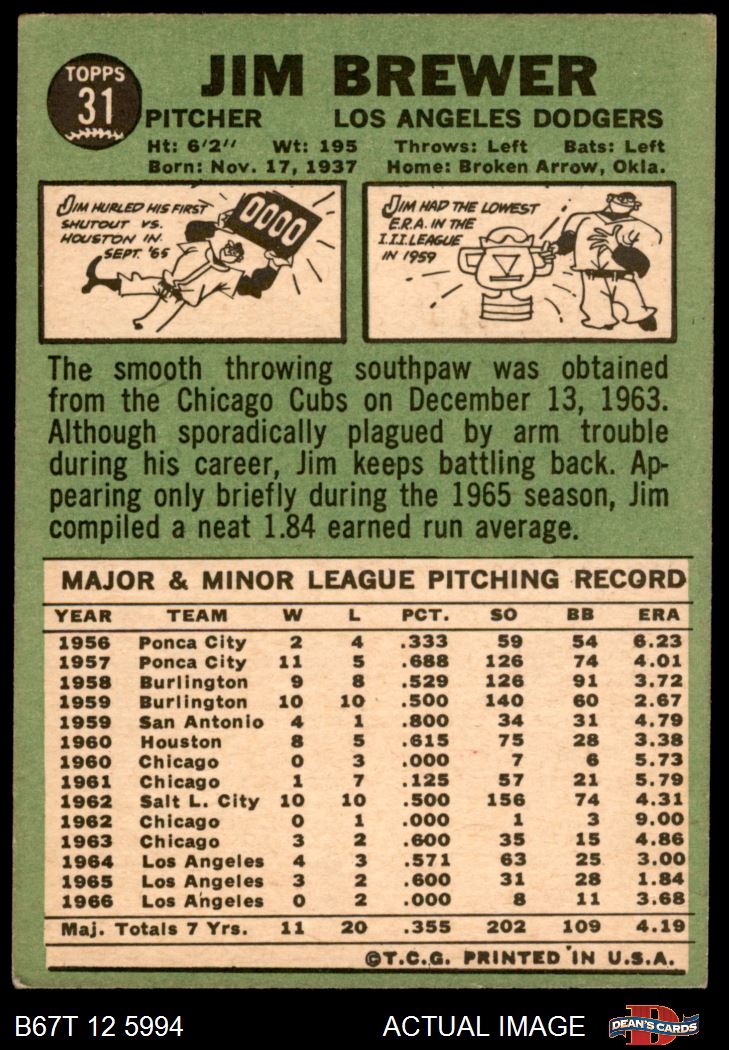 TOPPS
31
JIM BREWER
PITCHER LOS ANGELES DODGERS
Ht: 6'2" Wt: 195 Throws: Left Bats: Left
Born: Nov. 17, 1937 Home: Broken Arrow, Okla.
JIM HURLED HIS FIRST
SHUTOUT VS.
HOUSTON IN
SEPT. '65
0000
JIM HAD THE LOWEST
E.R.A. IN THE
I.I.I. LEAGUE
IN 1959
The smooth throwing southpaw was obtained
from the Chicago Cubs on December 13, 1963.
Although sporadically plagued by arm trouble
during his career, Jim keeps battling back. Ap-
pearing only briefly during the 1965 season, Jim
compiled a neat 1.84 earned run average.
MAJOR & MINOR LEAGUE PITCHING RECORD
YEAR TEAM W L PCT. SO BB ERA
1956 Ponca City 2 4 .333 59 54 6.23
1957 Ponca City 11 5 .688 126 74 4.01
1958 Burlington 9 8 .529 126 91 3.72
1959 Burlington 10 10 .500 140 60 2.67
1959 San Antonio 4 1 .800 34 31 4.79
1960 Houston 8 5 .615 75 28 3.38
1960 Chicago 0 3 .000 7 6 5.73
1961 Chicago 1 7 .125 57 21 5.79
1962 Salt L. City 10 10 .500 156 74 4.31
1962 Chicago 0 1 .000 1 3 9.00
1963 Chicago 3 2 .600 35 15 4.86
1964 Los Angeles 4 3 .571 63 25 3.00
1965 Los Angeles 3 2 .600 31 28 1.84
1966 Los Angeles 0 2 .000 8 11 3.68
Maj. Totals 7 Yrs. 11 20 .355 202 109 4.19
©T.C.G. PRINTED IN U.S.A.
B67T 12 5994 ACTUAL IMAGE D DEAN'S CARDS